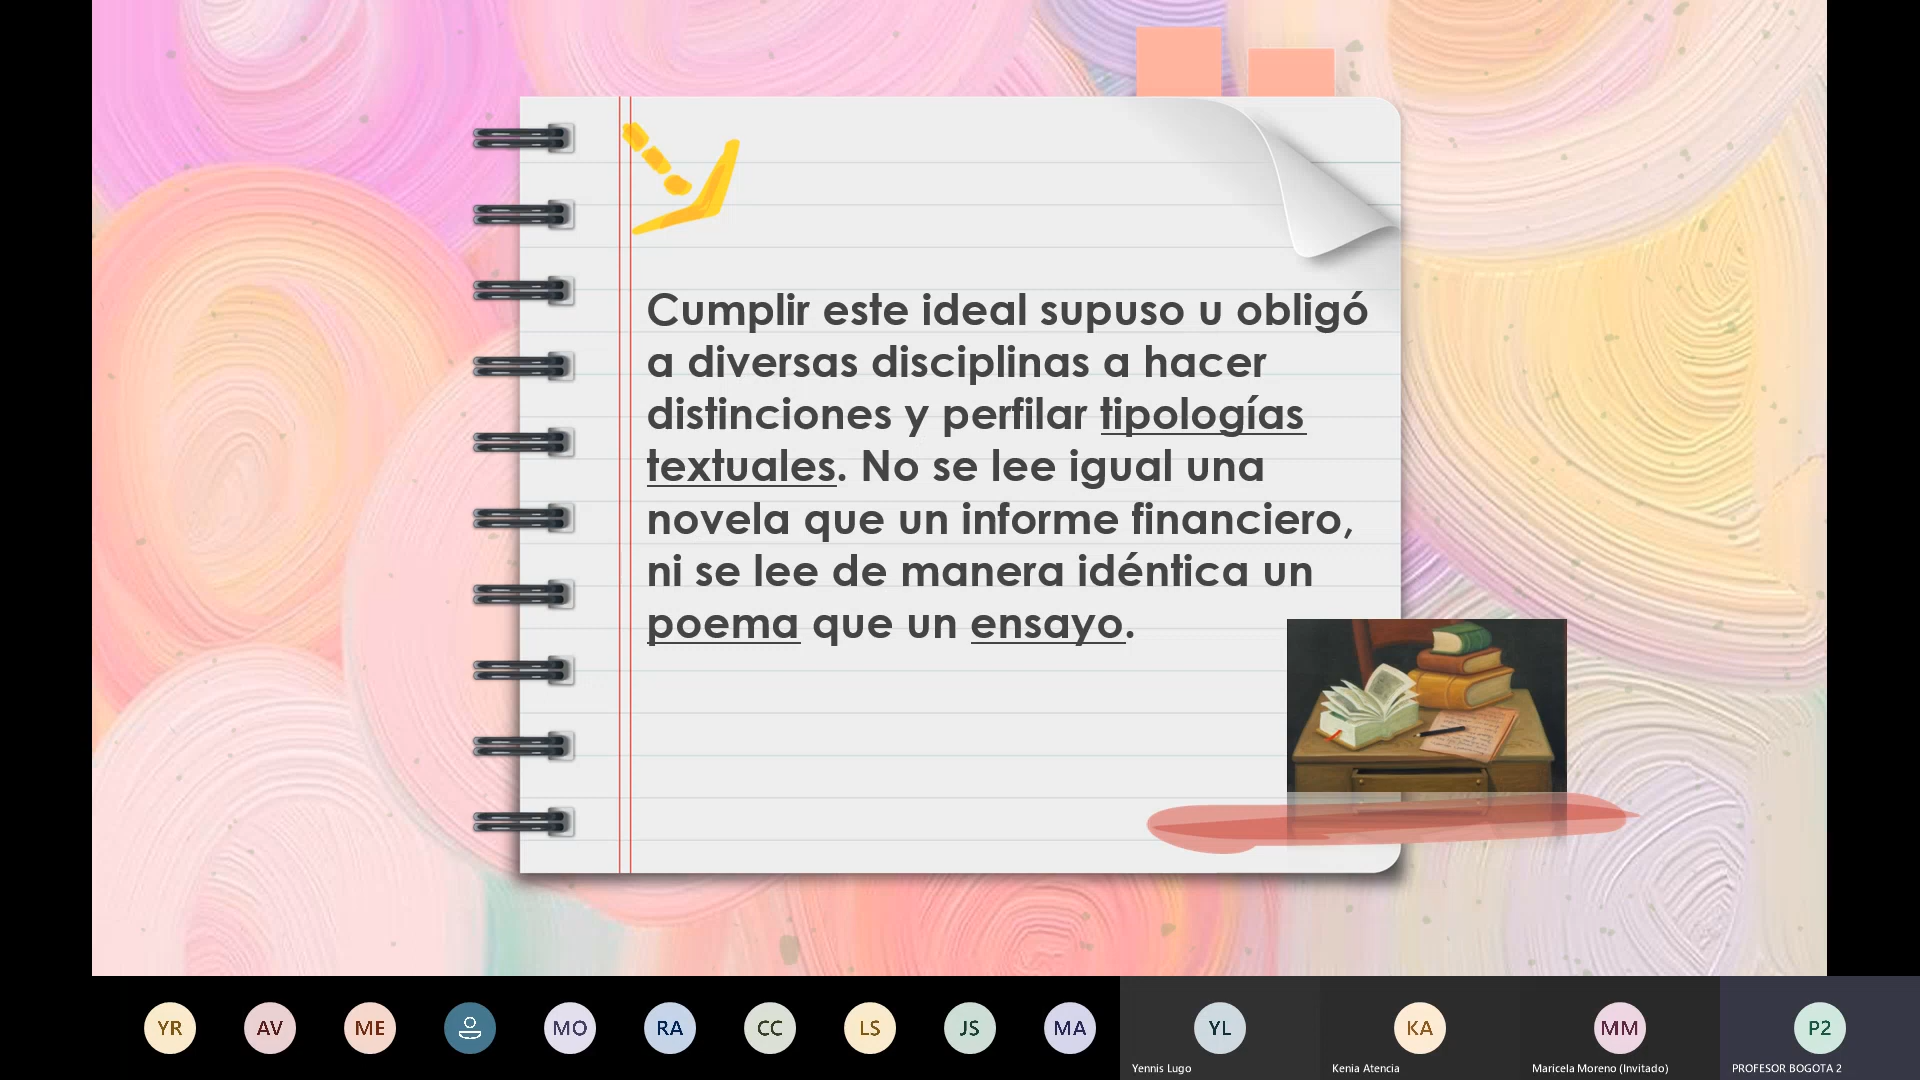 Cumplir este ideal supuso u obligó
a diversas disciplinas a hacer
distinciones y perfilar tipologías
textuales. No se lee igual una
novela que un informe financiero,
ni se lee de manera idéntica un
poema que un ensayo.
YR
AV
ME
MO
RA
CC
LS
JS
MA
YL
KA
MM
P2
Yennis Lugo
Kenia Atencia
Maricela Moreno (Invitado)
PROFESOR BOGOTA 2